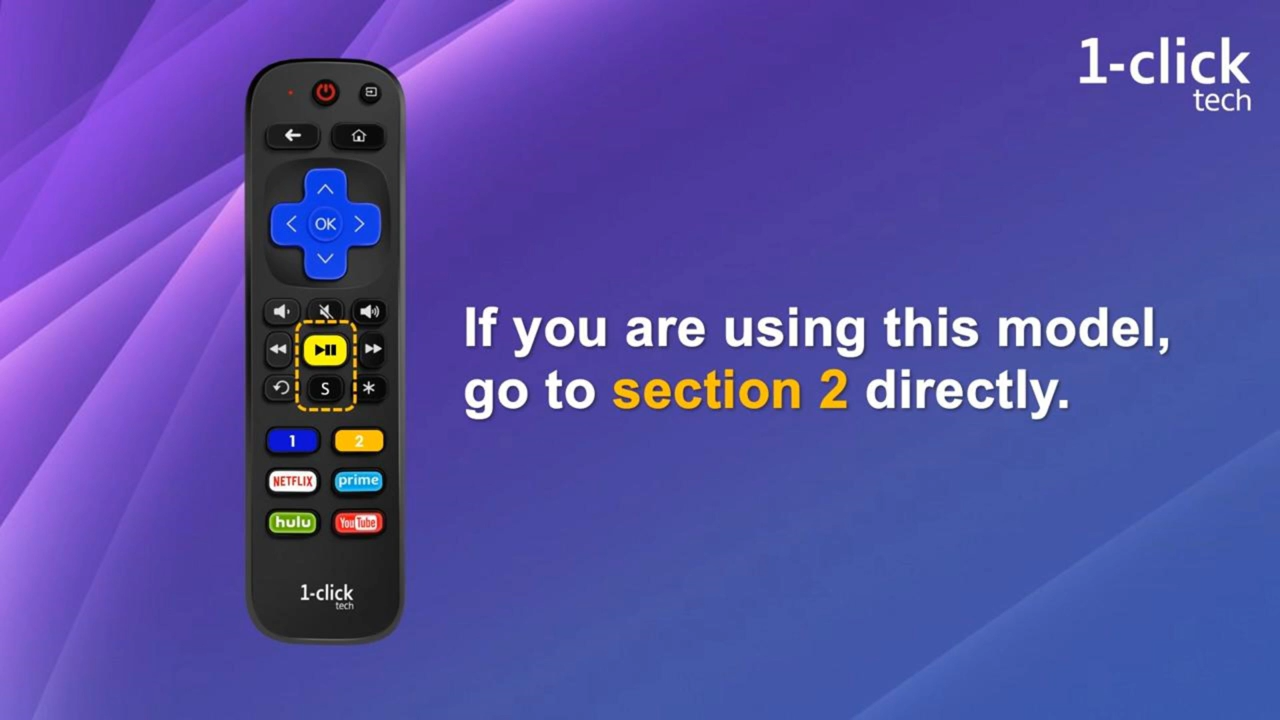 1-click
tech
OK
S
1
2
NETFLIX
prime
hulu
YouTube
1-click
tech
If you are using this model,
go to section 2 directly.